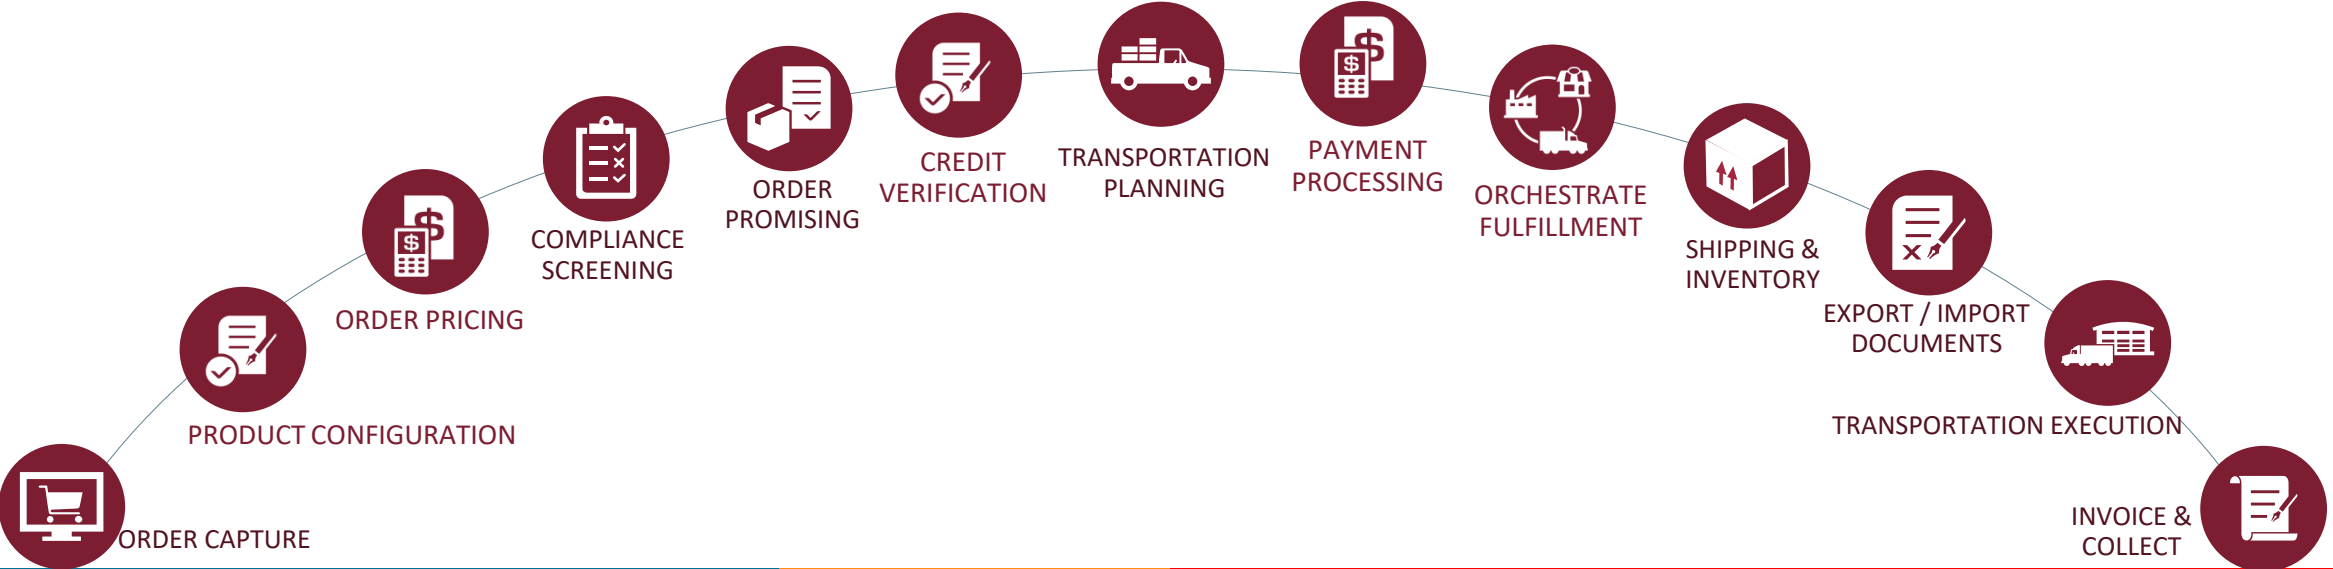 ORDER CAPTURE
PRODUCT CONFIGURATION
$
$
ORDER PRICING
COMPLIANCE
SCREENING
ORDER
PROMISING
CREDIT
VERIFICATION
TRANSPORTATION
PLANNING
$
$
PAYMENT
PROCESSING
ORCHESTRATE
FULFILLMENT
SHIPPING &
INVENTORY
EXPORT / IMPORT
DOCUMENTS
TRANSPORTATION EXECUTION
INVOICE &
COLLECT